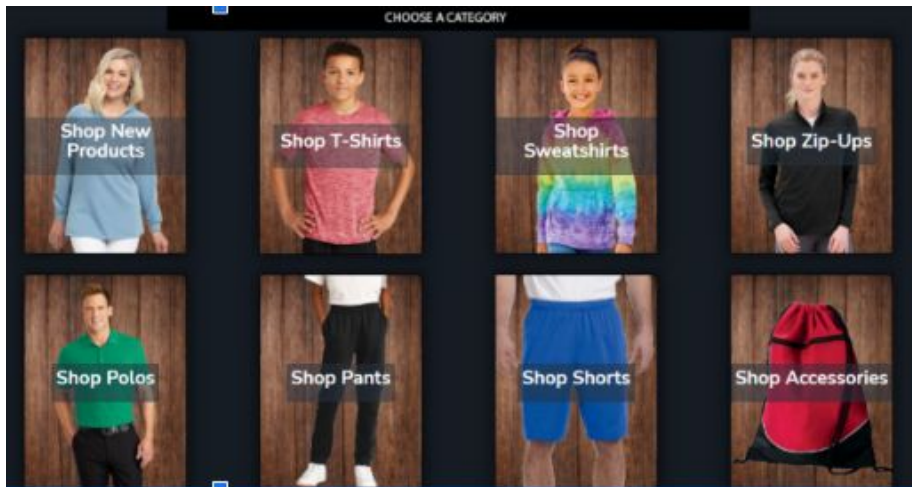 CHOOSE A CATEGORY
Shop New
Products
Shop T-Shirts
Shop
Sweatshirts
Shop Zip-Ups
Shop Polos
Shop Pants
Shop Shorts
Shop Accessories